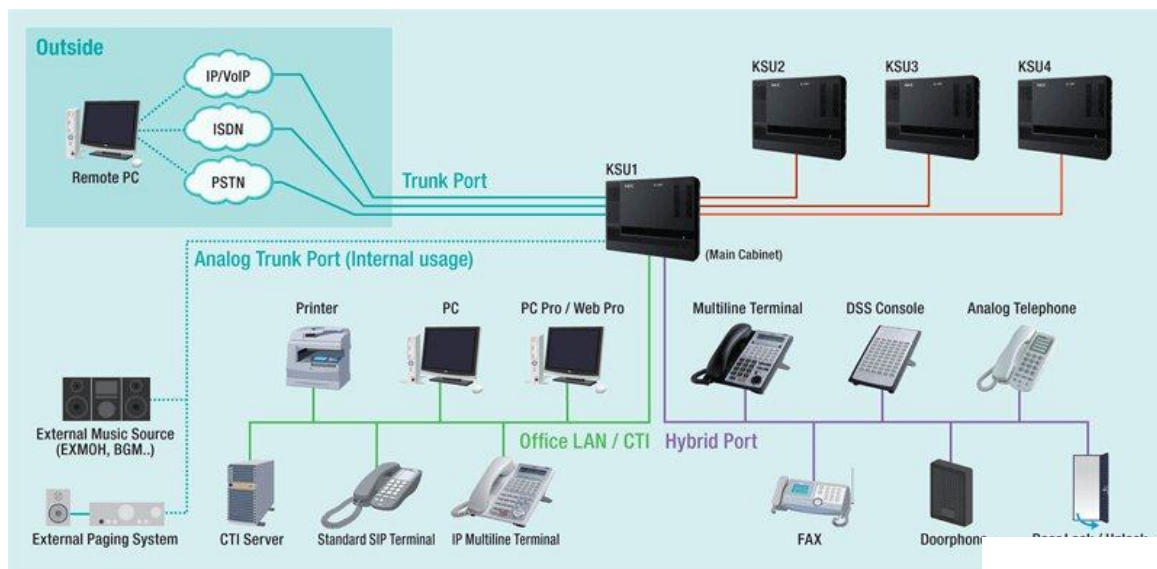 Outside
IP/VoIP
ISDN
PSTN
Remote PC
Trunk Port
KSU1
KSU2
KSU3
KSU4
(Main Cabinet)
Analog Trunk Port (Internal usage)
Printer
PC
PC Pro / Web Pro
Multiline Terminal
DSS Console
Analog Telephone
External Music Source
(EXMOH, BGM..)
Office LAN / CTI
Hybrid Port
External Paging System
CTI Server
Standard SIP Terminal
IP Multiline Terminal
FAX
Doorphone